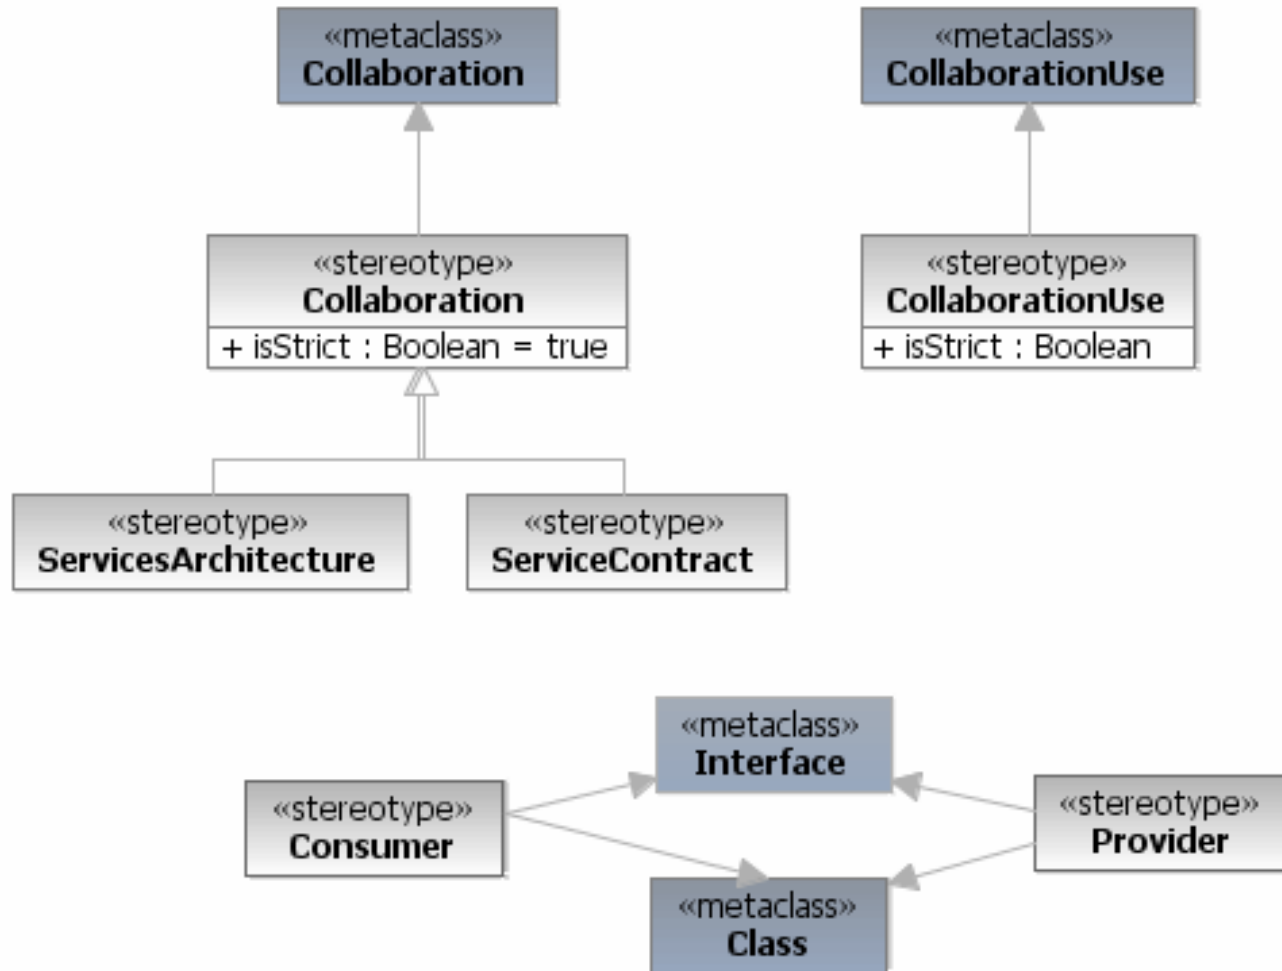 «metaclass»
Collaboration
«metaclass»
CollaborationUse
«stereotype»
Collaboration
+ isStrict : Boolean = true
«stereotype»
CollaborationUse
+ isStrict : Boolean
«stereotype»
ServicesArchitecture
«stereotype»
ServiceContract
«metaclass»
Interface
«stereotype»
Consumer
«stereotype»
Provider
«metaclass»
Class